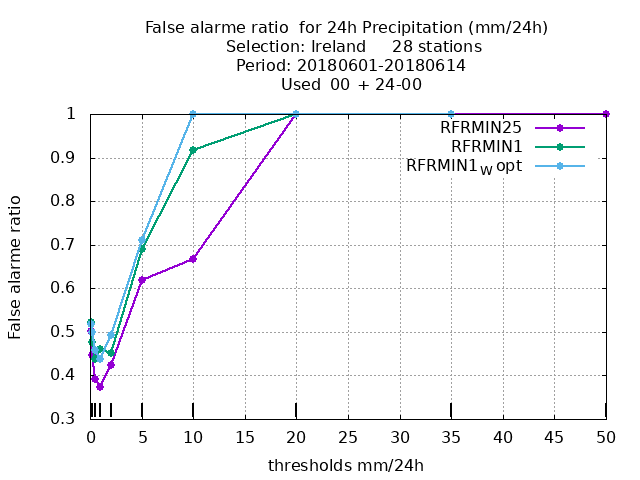 False alarme ratio  for 24h Precipitation (mm/24h)
Selection: Ireland     28 stations
Period: 20180601-20180614
Used  00 + 24-00
RFRMIN25
RFRMIN1
RFRMIN1W opt
1
0.9
0.8
0.7
0.6
0.5
0.4
0.3
False alarme ratio
0 5 10 15 20 25 30 35 40 45 50
thresholds mm/24h